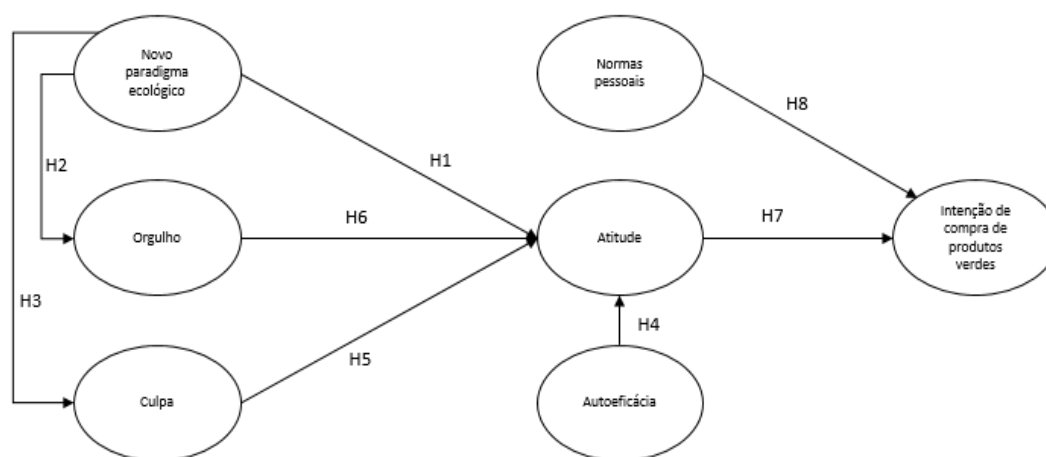 Novo
paradigma
ecológico
Normas
pessoais
H8
H2
H1
Orgulho
H6
Atitude
H7
Intenção de
compra de
produtos
verdes
H3
H5
H4
Culpa
Autoeficácia